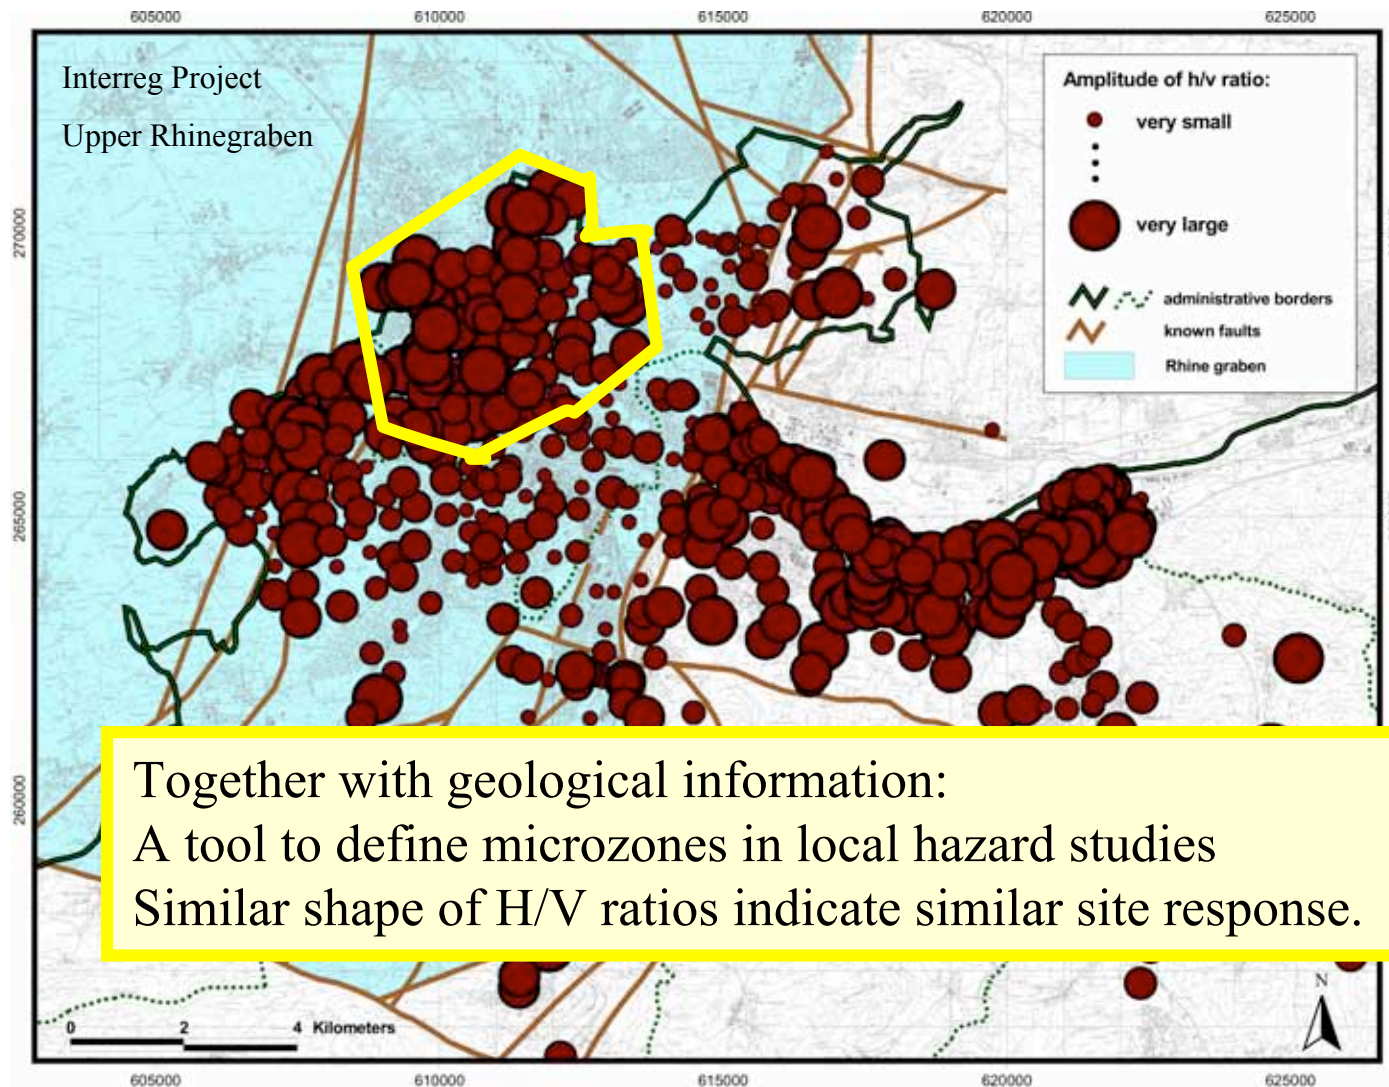 605000
610000
615000
620000
625000
Interreg Project
Upper Rhinegraben
Amplitude of h/v ratio:
very small
very large
administrative borders
known faults
Rhine graben
270000
265000
260000
Together with geological information:
A tool to define microzones in local hazard studies
Similar shape of H/V ratios indicate similar site response.
N
0
2
4 Kilometers
605000
610000
615000
620000
625000